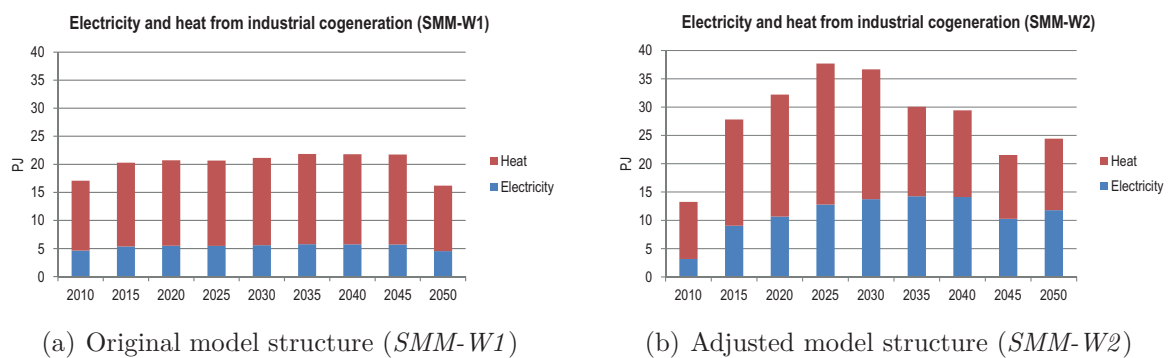 Electricity and heat from industrial cogeneration (SMM-W1)
40
35
30
25
20
15
10
5
0
PJ
2010 2015 2020 2025 2030 2035 2040 2045 2050
Heat
Electricity
(a) Original model structure (SMM-W1)
Electricity and heat from industrial cogeneration (SMM-W2)
40
35
30
25
20
15
10
5
0
PJ
2010 2015 2020 2025 2030 2035 2040 2045 2050
Heat
Electricity
(b) Adjusted model structure (SMM-W2)